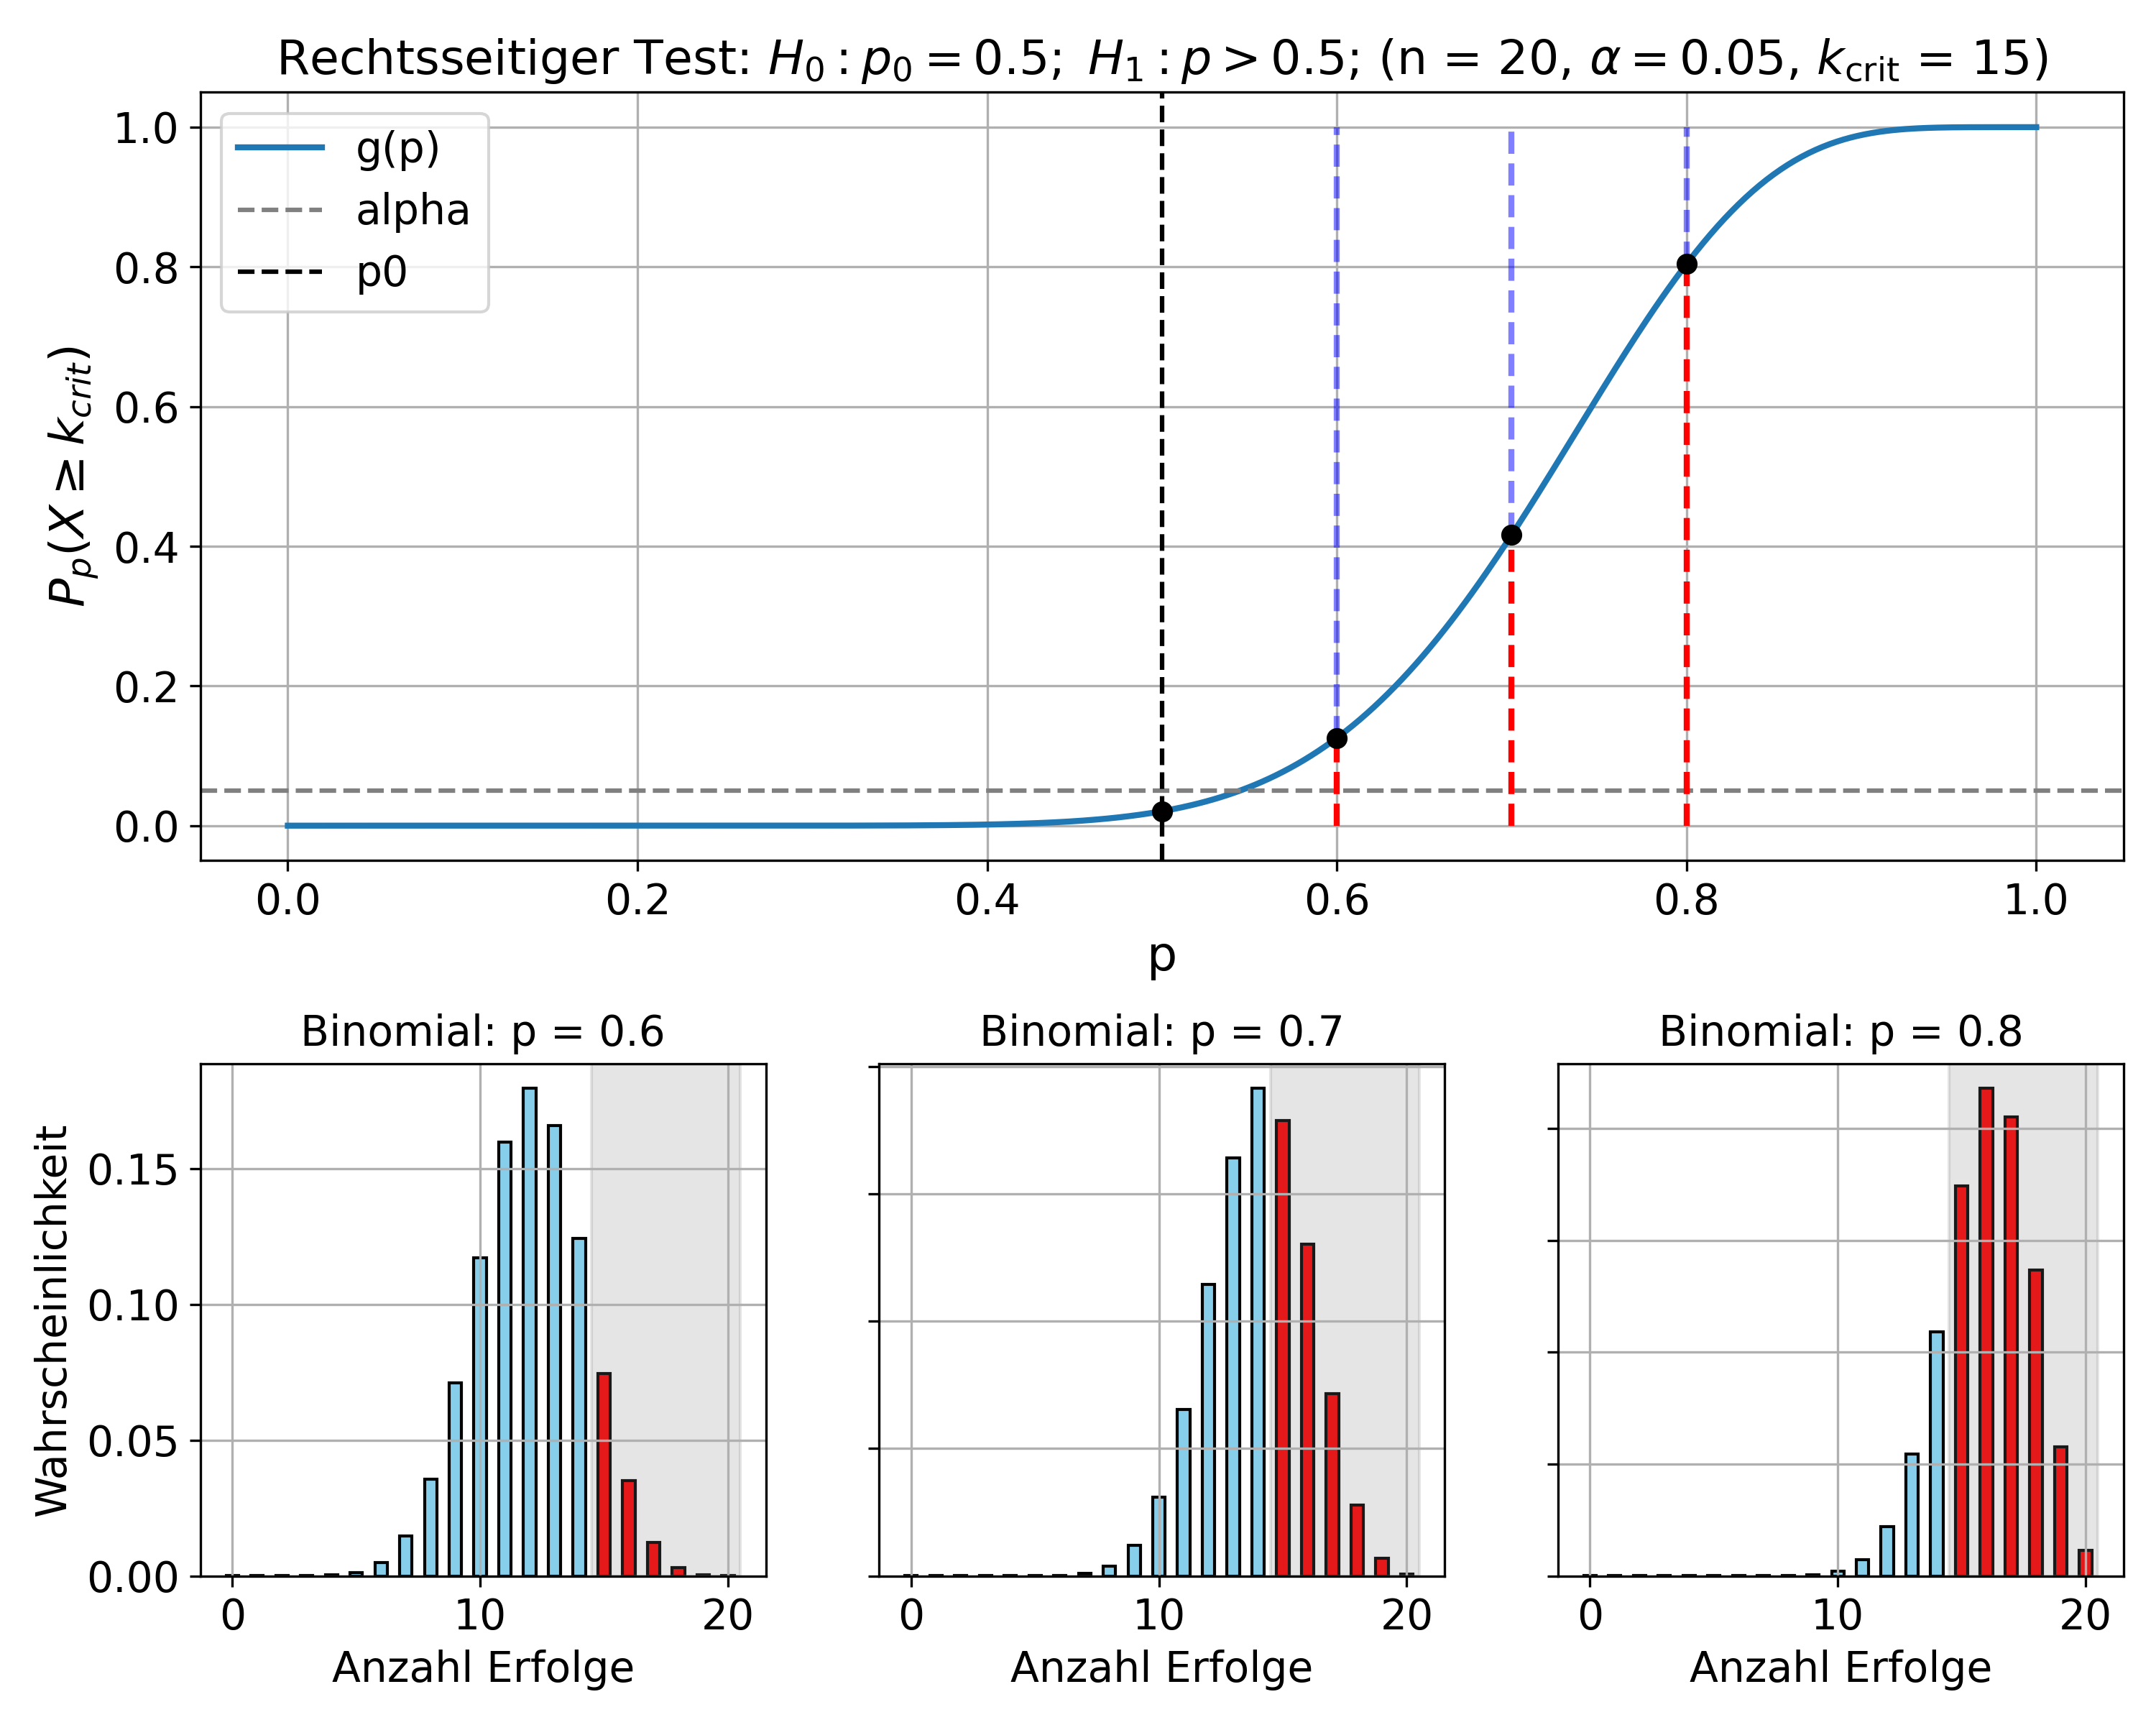 Rechtsseitiger Test: H₀ : p₀ = 0.5; H₁ : p > 0.5; (n = 20, α = 0.05, k_crit = 15)
1.0
0.8
0.6
0.4
0.2
0.0
P_p(X ≥ k_crit)
g(p)
alpha
p0
0.0 0.2 0.4 0.6 0.8 1.0
p
Binomial: p = 0.6
Binomial: p = 0.7
Binomial: p = 0.8
Wahrscheinlichkeit
0.15
0.10
0.05
0.00
0 10 20
0 10 20
0 10 20
Anzahl Erfolge
Anzahl Erfolge
Anzahl Erfolge